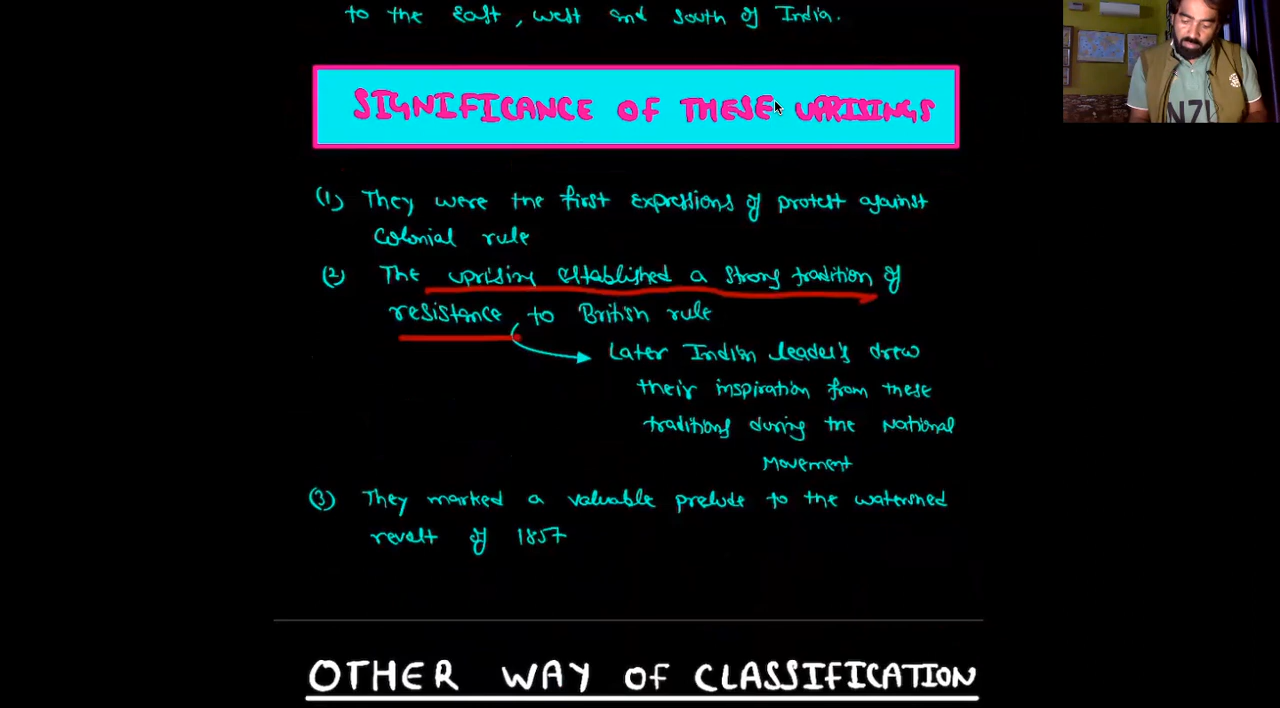 to the East, west and south of India.
SIGNIFICANCE OF THESE UPRISINGS
(1) They were the first expressions of protest against
Colonial rule
(2) The uprising established a strong tradition of
resistance to British rule
Later Indian leader's drew
their inspiration from these
traditions during the National
Movement
(3) They marked a valuable prelude to the watershed
revolt of 1857
OTHER WAY OF CLASSIFICATION
NZ